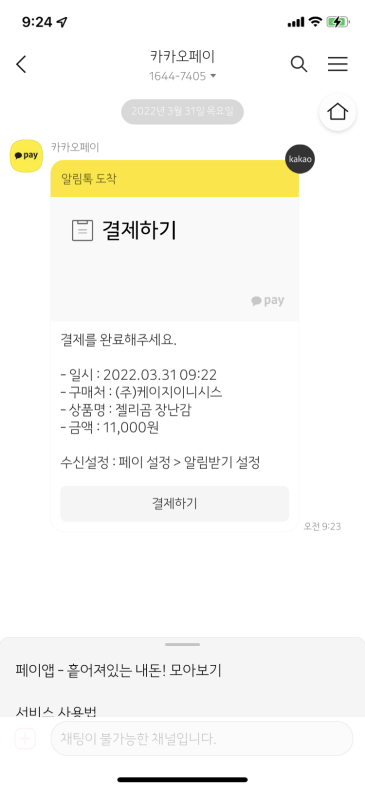 9:24
카카오페이
1644-7405
2022년 3월 31일 목요일
pay
카카오페이
kakao
알림톡 도착
결제하기
pay
결제를 완료해주세요.
- 일시 : 2022.03.31 09:22
- 구매처 : (주)케이지이니시스
- 상품명 : 젤리곰 장난감
- 금액 : 11,000원
수신설정 : 페이 설정 > 알림받기 설정
결제하기
오전 9:23
페이앱 - 흩어져있는 내돈! 모아보기
서비스 사용법
채팅이 불가능한 채널입니다.